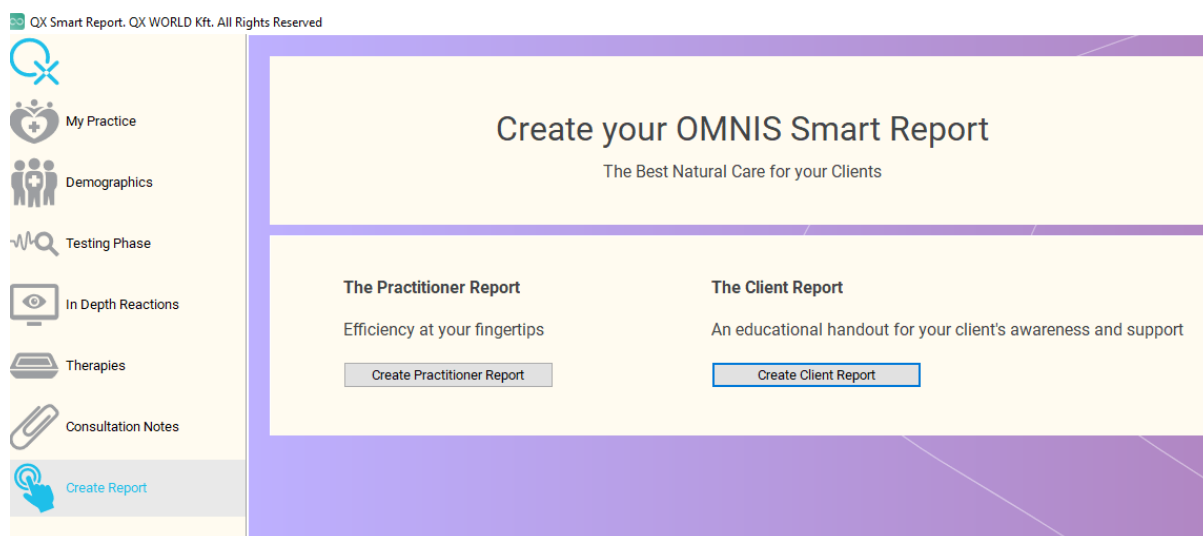 QX Smart Report. QX WORLD Kft. All Rights Reserved
My Practice
Demographics
Testing Phase
In Depth Reactions
Therapies
Consultation Notes
Create Report
Create your OMNIS Smart Report
The Best Natural Care for your Clients
The Practitioner Report
Efficiency at your fingertips
Create Practitioner Report
The Client Report
An educational handout for your client's awareness and support
Create Client Report